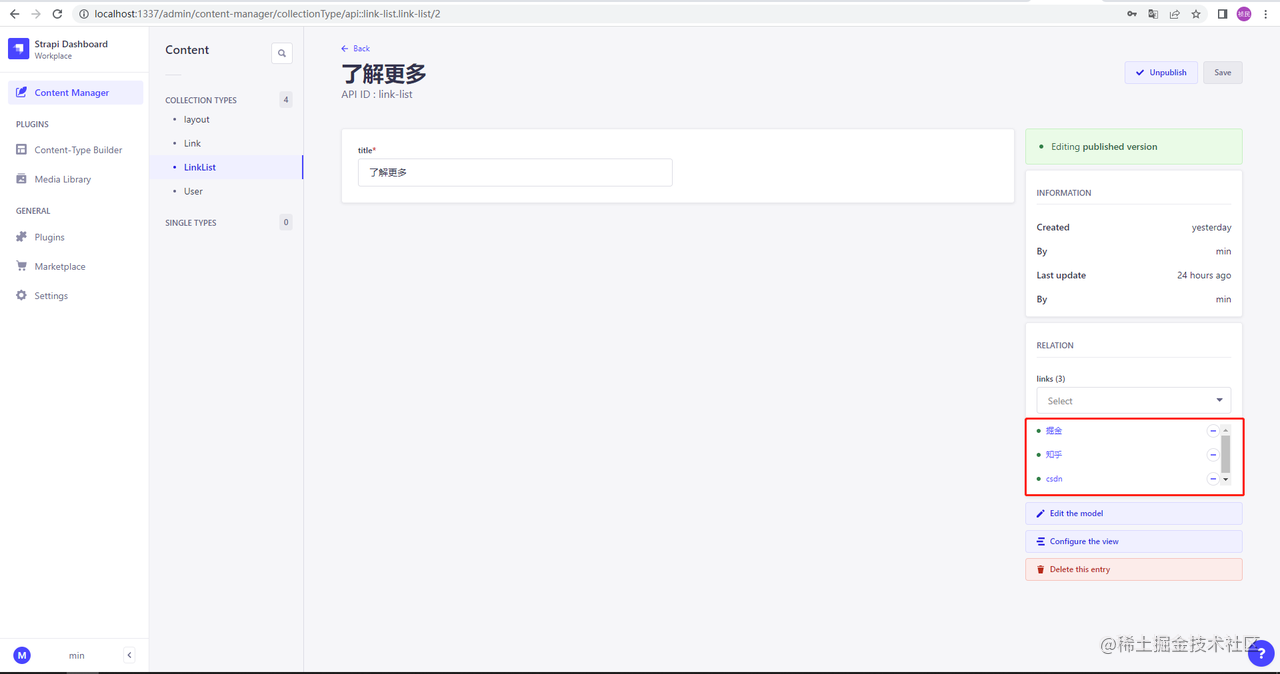 localhost:1337/admin/content-manager/collectionType/api::link-list.link-list/2
植民
Strapi Dashboard
Workplace
Content Manager
PLUGINS
Content-Type Builder
Media Library
GENERAL
Plugins
Marketplace
Settings
M min
Content
COLLECTION TYPES 4
layout
Link
LinkList
User
SINGLE TYPES 0
Back
了解更多
API ID : link-list
Unpublish
Save
title*
了解更多
Editing published version
INFORMATION
Created yesterday
By min
Last update 24 hours ago
By min
RELATION
links (3)
Select
掘金
知乎
csdn
Edit the model
Configure the view
Delete this entry
@稀土掘金技术社区
?